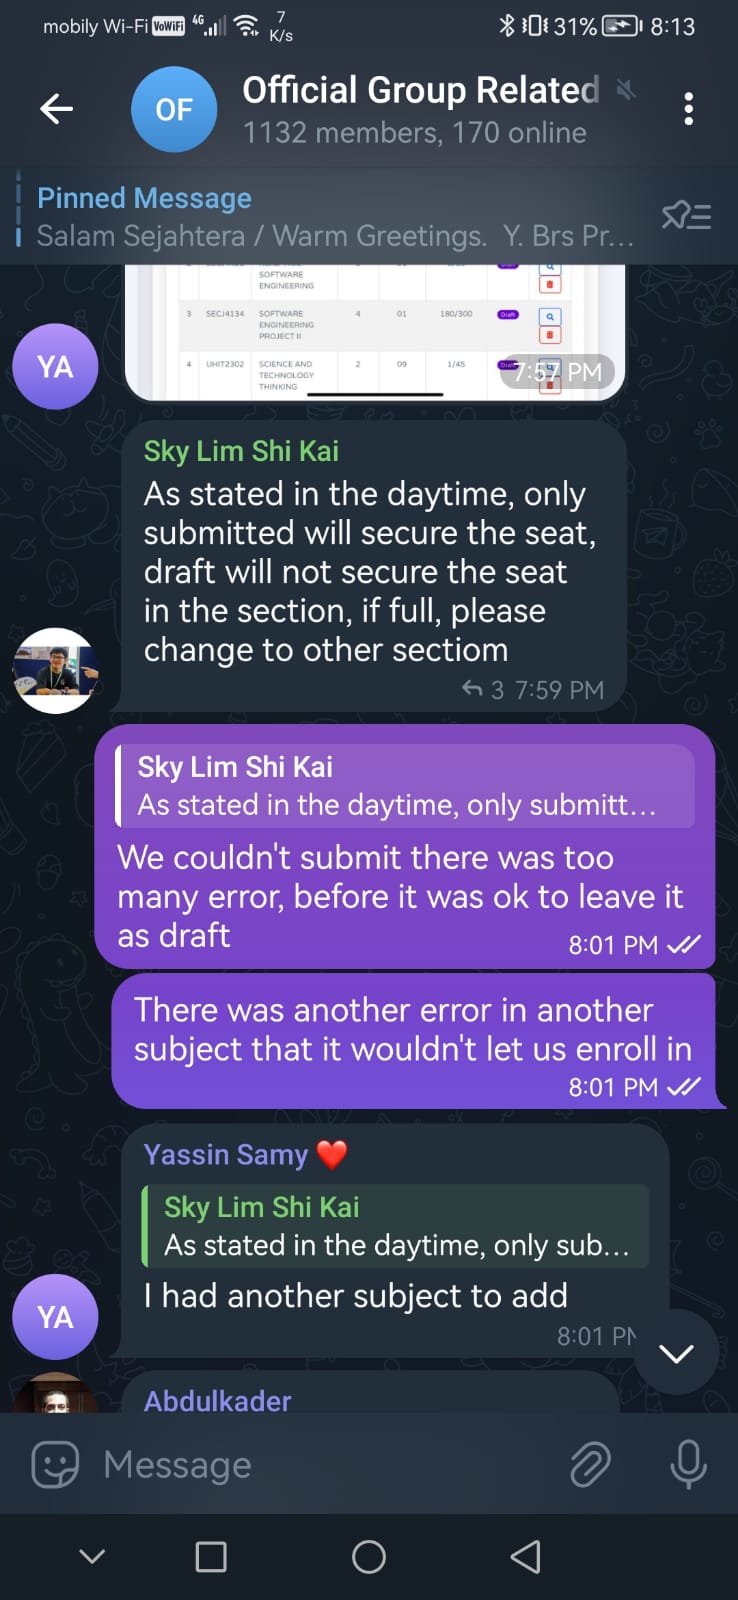 mobily Wi-Fi VoWiFi 4G 7 K/s 31% 8:13
OF
Official Group Related
1132 members, 170 online
Pinned Message
Salam Sejahtera / Warm Greetings. Y. Brs Pr...
SOFTWARE
ENGINEERING
3 SECJ4134 SOFTWARE ENGINEERING PROJECT II 4 01 180/300 Draft
4 UHIT2302 SCIENCE AND TECHNOLOGY THINKING 2 09 1/45 Draft
7:57 PM
YA
Sky Lim Shi Kai
As stated in the daytime, only
submitted will secure the seat,
draft will not secure the seat
in the section, if full, please
change to other sectiom
3 7:59 PM
Sky Lim Shi Kai
As stated in the daytime, only submitt...
We couldn't submit there was too
many error, before it was ok to leave it
as draft
8:01 PM
There was another error in another
subject that it wouldn't let us enroll in
8:01 PM
Yassin Samy ❤️
Sky Lim Shi Kai
As stated in the daytime, only sub...
I had another subject to add
8:01 PM
YA
Abdulkader
Message